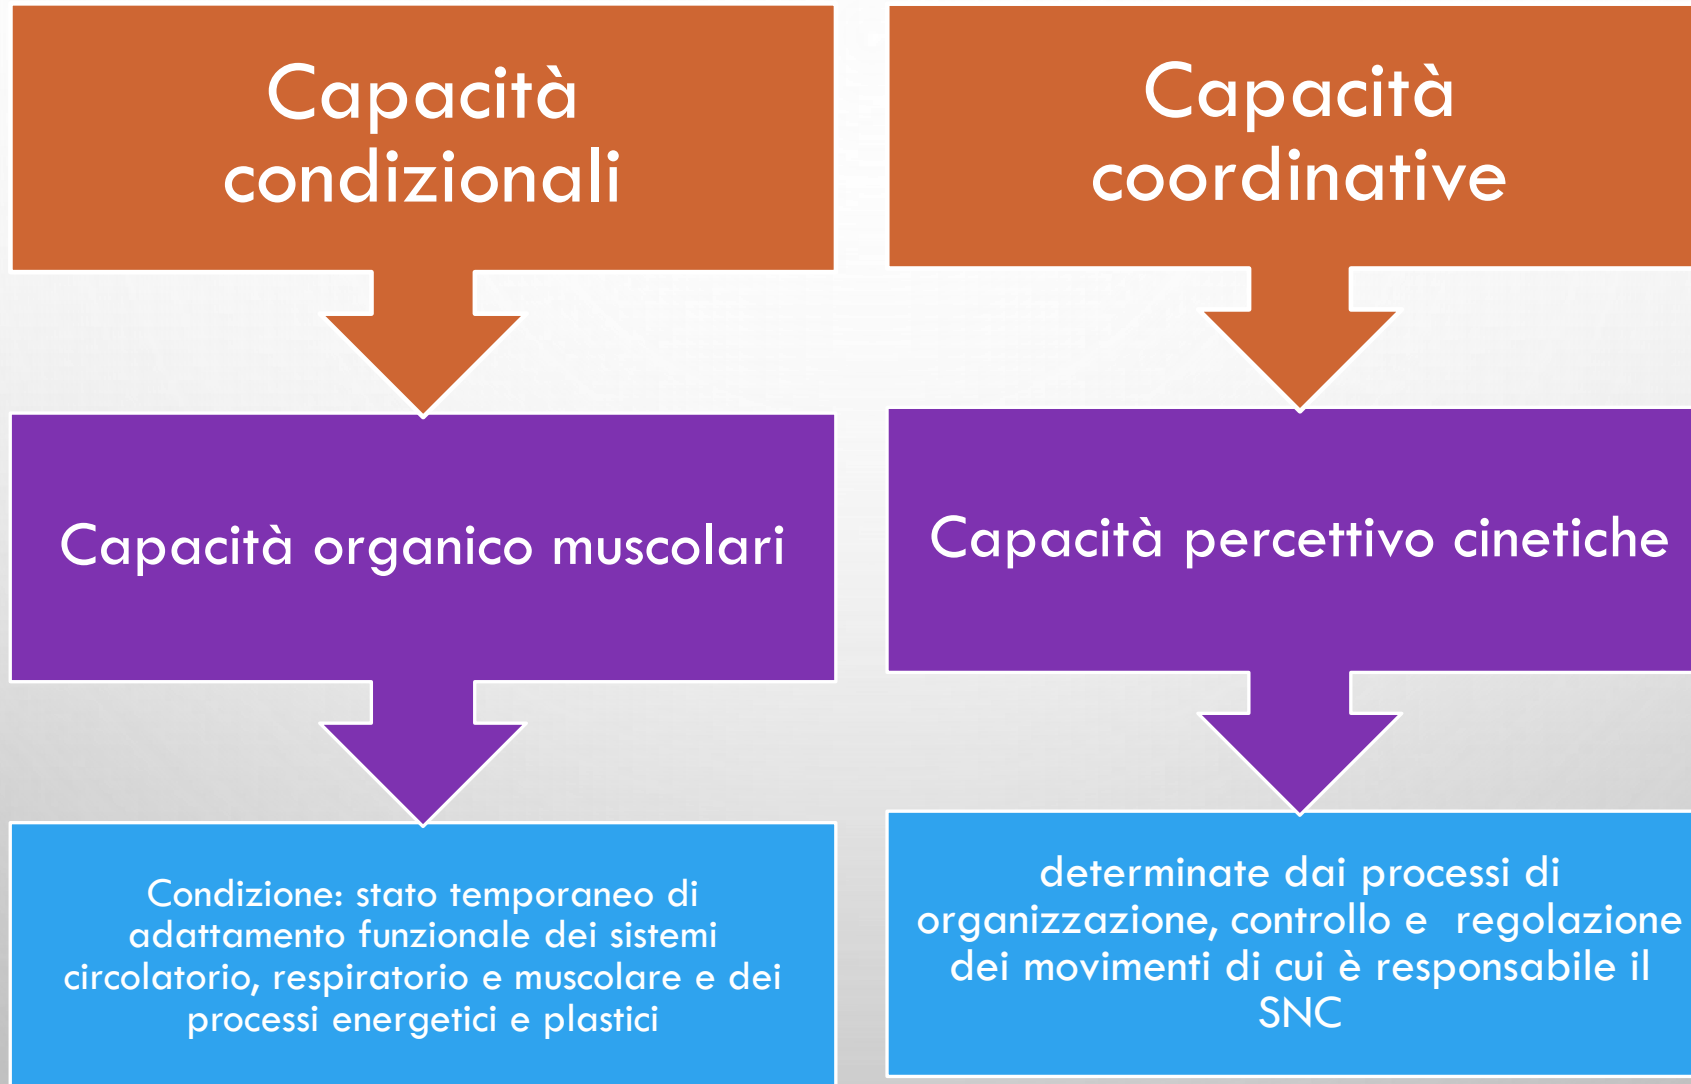 Capacità
condizionali
Capacità organico muscolari
Condizione: stato temporaneo di
adattamento funzionale dei sistemi
circolatorio, respiratorio e muscolare e dei
processi energetici e plastici
Capacità
coordinative
Capacità percettivo cinetiche
determinate dai processi di
organizzazione, controllo e  regolazione
dei movimenti di cui è responsabile il
SNC